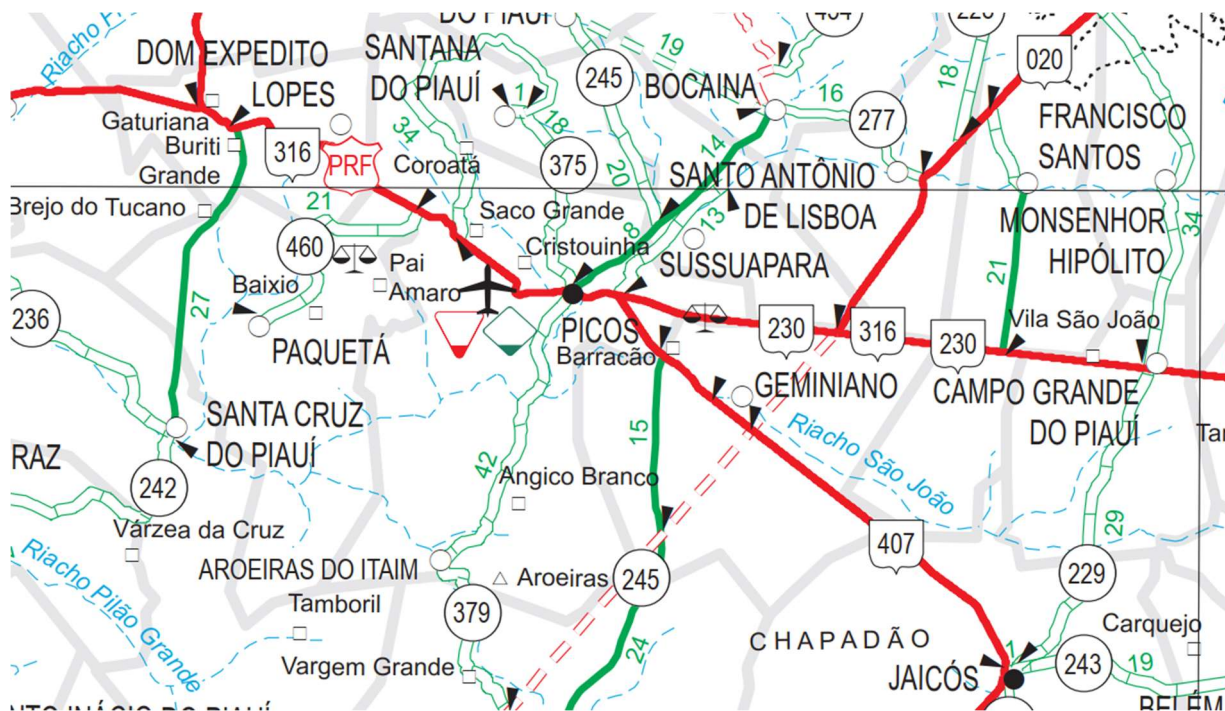 DO PIAUÍ
020
Riacho
DOM EXPEDITO
LOPES
SANTANA
DO PIAUÍ
19
245
BOCAINA
18
16
277
FRANCISCO
SANTOS
Gaturiana
Buriti
Grande
316
PRF
34
Coroatá
1
18
375
20
14
SANTO ANTÔNIO
DE LISBOA
MONSENHOR
HIPÓLITO
34
Brejo do Tucano
21
460
Saco Grande
Cristouinha
8
13
SUSSUAPARA
Pai
Amaro
Baixio
27
236
PAQUETÁ
PICOS
Barracão
230
316
230
21
Vila São João
GEMINIANO
CAMPO GRANDE
DO PIAUÍ
SANTA CRUZ
DO PIAUÍ
RAZ
242
42
15
Riacho São João
Angico Branco
Várzea da Cruz
407
29
Riacho Pilão Grande
AROEIRAS DO ITAIM
Aroeiras
245
229
Tamboril
379
CHAPADÃO
Carquejo
Vargem Grande
24
JAICÓS
1
243
19